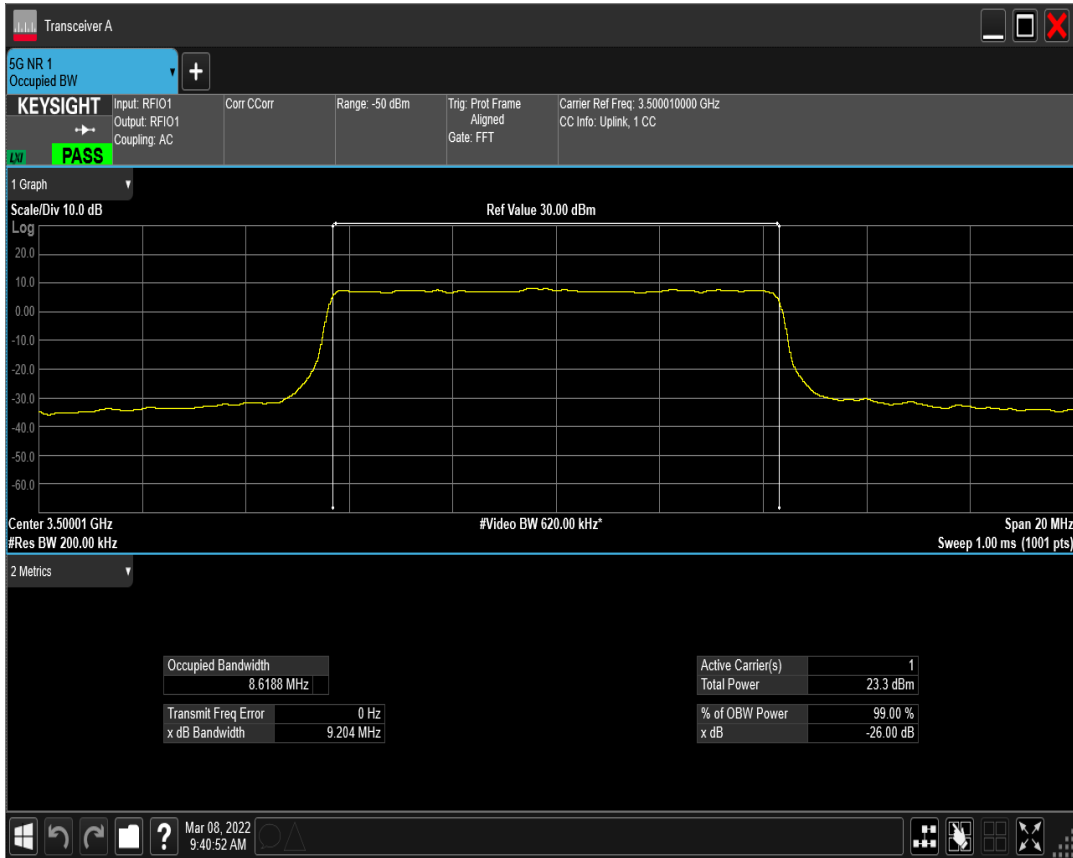 Transceiver A
5G NR 1
Occupied BW
KEYSIGHT
LXI
PASS
Input: RFIO1
Output: RFIO1
Coupling: AC
Corr CCorr
Range: -50 dBm
Trig: Prot Frame
Aligned
Gate: FFT
Carrier Ref Freq: 3.500010000 GHz
CC Info: Uplink, 1 CC
1 Graph
Scale/Div 10.0 dB
Ref Value 30.00 dBm
Log
20.0
10.0
0.00
-10.0
-20.0
-30.0
-40.0
-50.0
-60.0
Center 3.50001 GHz
#Video BW 620.00 kHz*
Span 20 MHz
#Res BW 200.00 kHz
Sweep 1.00 ms (1001 pts)
2 Metrics
Occupied Bandwidth
8.6188 MHz
Transmit Freq Error 0 Hz
x dB Bandwidth 9.204 MHz
Active Carrier(s) 1
Total Power 23.3 dBm
% of OBW Power 99.00 %
x dB -26.00 dB
?
Mar 08, 2022
9:40:52 AM